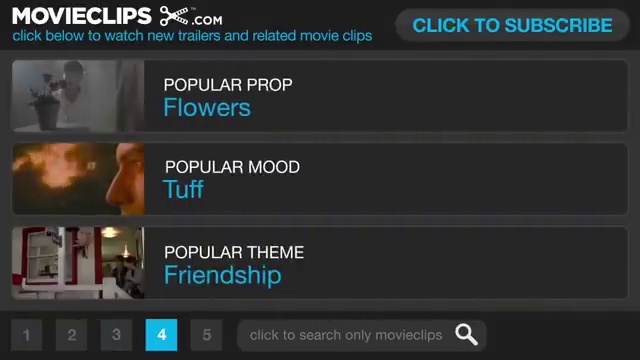 MOVIECLIPS .COM
click below to watch new trailers and related movie clips
CLICK TO SUBSCRIBE
POPULAR PROP
Flowers
POPULAR MOOD
Tuff
POPULAR THEME
Friendship
1 2 3 4 5
click to search only movieclips